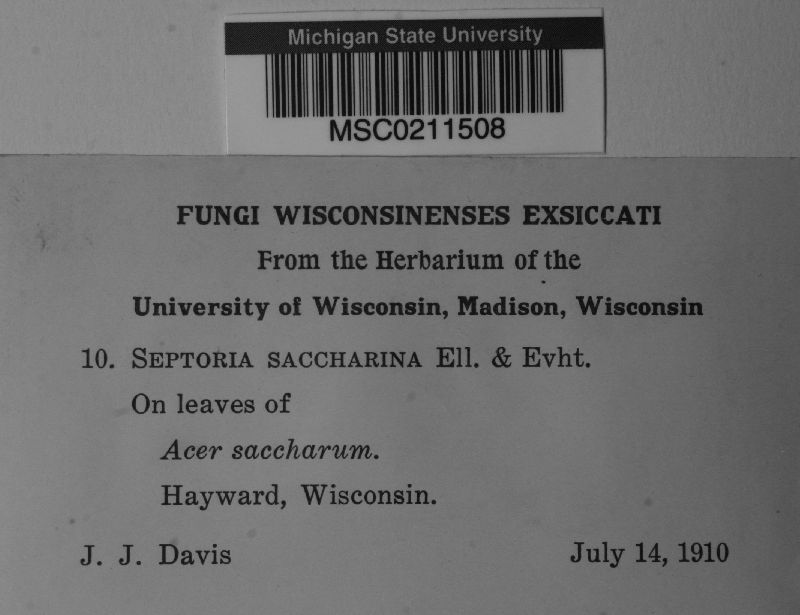 Michigan State University
MSC0211508
FUNGI WISCONSINENSES EXSICCATI
From the Herbarium of the
University of Wisconsin, Madison, Wisconsin
10. SEPTORIA SACCHARINA Ell. & Evht.
On leaves of
Acer saccharum.
Hayward, Wisconsin.
J. J. Davis July 14, 1910